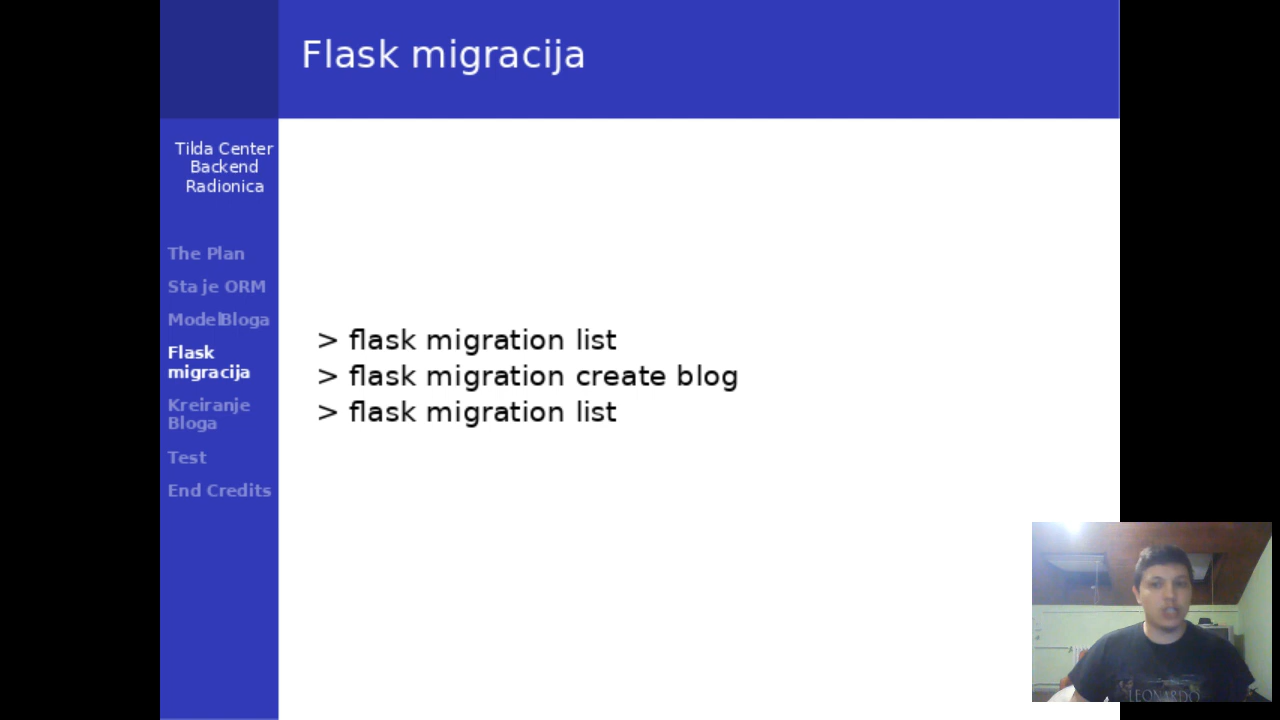 Flask migracija
Tilda Center
Backend
Radionica
The Plan
Sta je ORM
Model Bloga
Flask
migracija
Kreiranje
Bloga
Test
End Credits
> flask migration list
> flask migration create blog
> flask migration list
LEONARDO